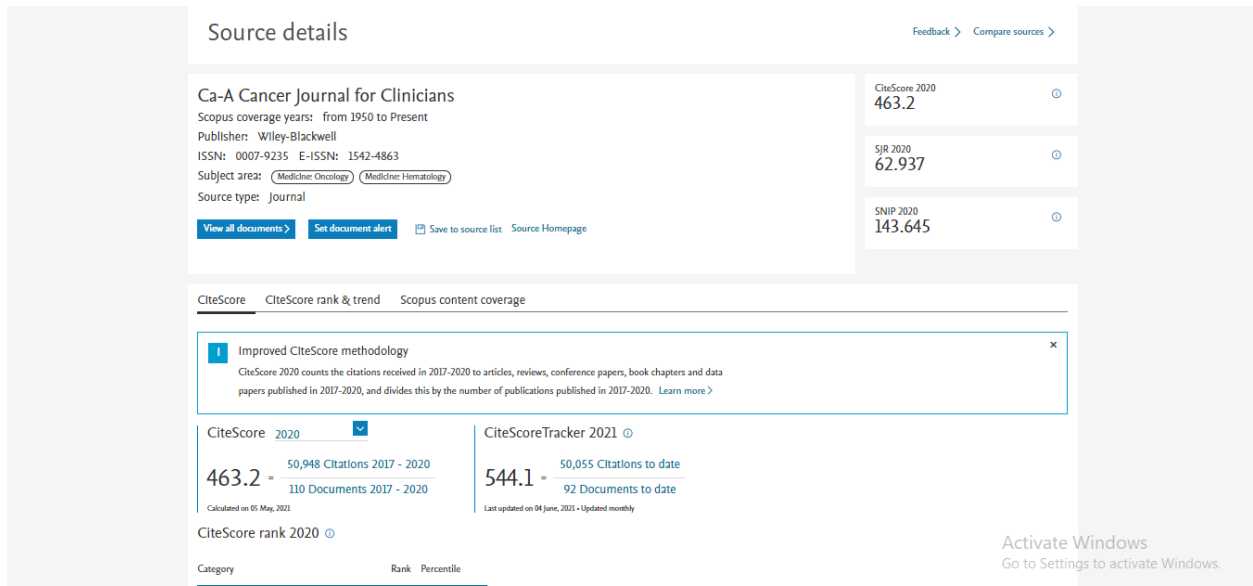 Source details
Feedback > Compare sources >
Ca-A Cancer Journal for Clinicians
Scopus coverage years: from 1950 to Present
Publisher: Wiley-Blackwell
ISSN: 0007-9235 E-ISSN: 1542-4863
Subject area: Medicine: Oncology Medicine: Hematology
Source type: Journal
View all documents > Set document alert Save to source list Source Homepage
CiteScore 2020
463.2
SJR 2020
62.937
SNIP 2020
143.645
CiteScore CiteScore rank & trend Scopus content coverage
i Improved CiteScore methodology ×
CiteScore 2020 counts the citations received in 2017-2020 to articles, reviews, conference papers, book chapters and data
papers published in 2017-2020, and divides this by the number of publications published in 2017-2020. Learn more >
CiteScore 2020
463.2 = 50,948 Citations 2017 - 2020
110 Documents 2017 - 2020
Calculated on 05 May, 2021
CiteScoreTracker 2021
544.1 = 50,055 Citations to date
92 Documents to date
Last updated on 04 June, 2021 • Updated monthly
CiteScore rank 2020
Category Rank Percentile
Activate Windows
Go to Settings to activate Windows.